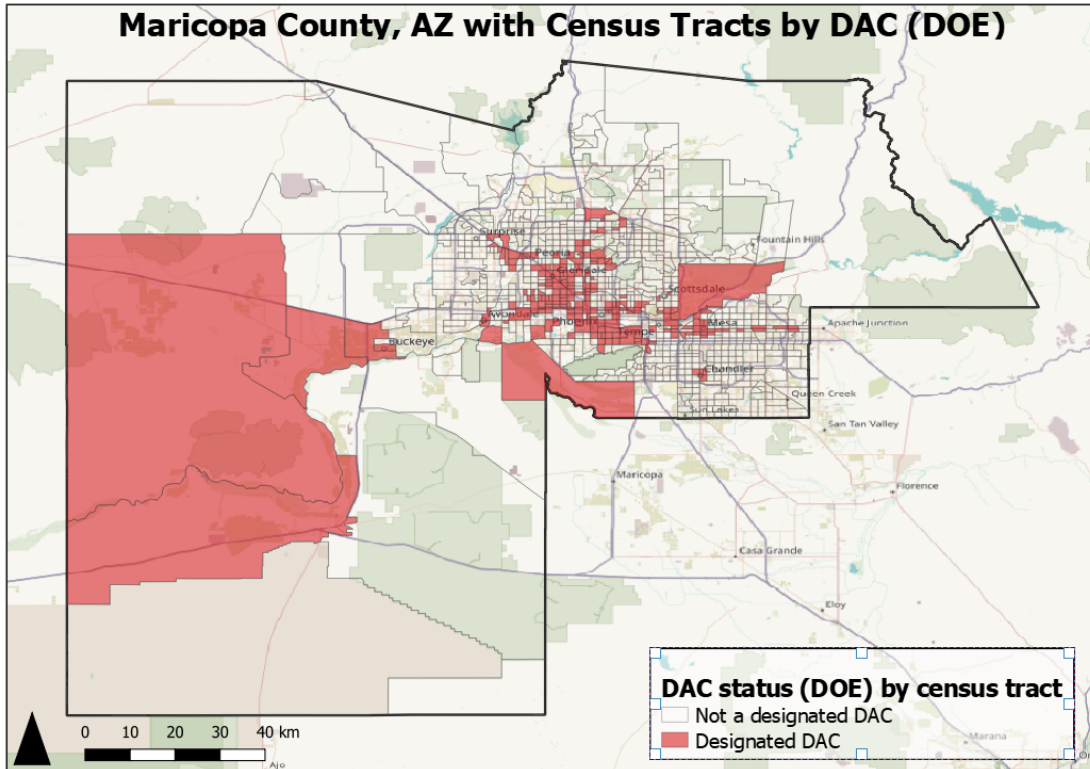 Maricopa County, AZ with Census Tracts by DAC (DOE)
Surprise
Peoria
Fountain Hills
Glendale
Scottsdale
Avondale
Phoenix
Tempe
Mesa
Apache Junction
Buckeye
Chandler
Queen Creek
Sun Lakes
San Tan Valley
Maricopa
Florence
Casa Grande
Eloy
DAC status (DOE) by census tract
Not a designated DAC
Designated DAC
0 10 20 30 40 km
Marana
Ajo